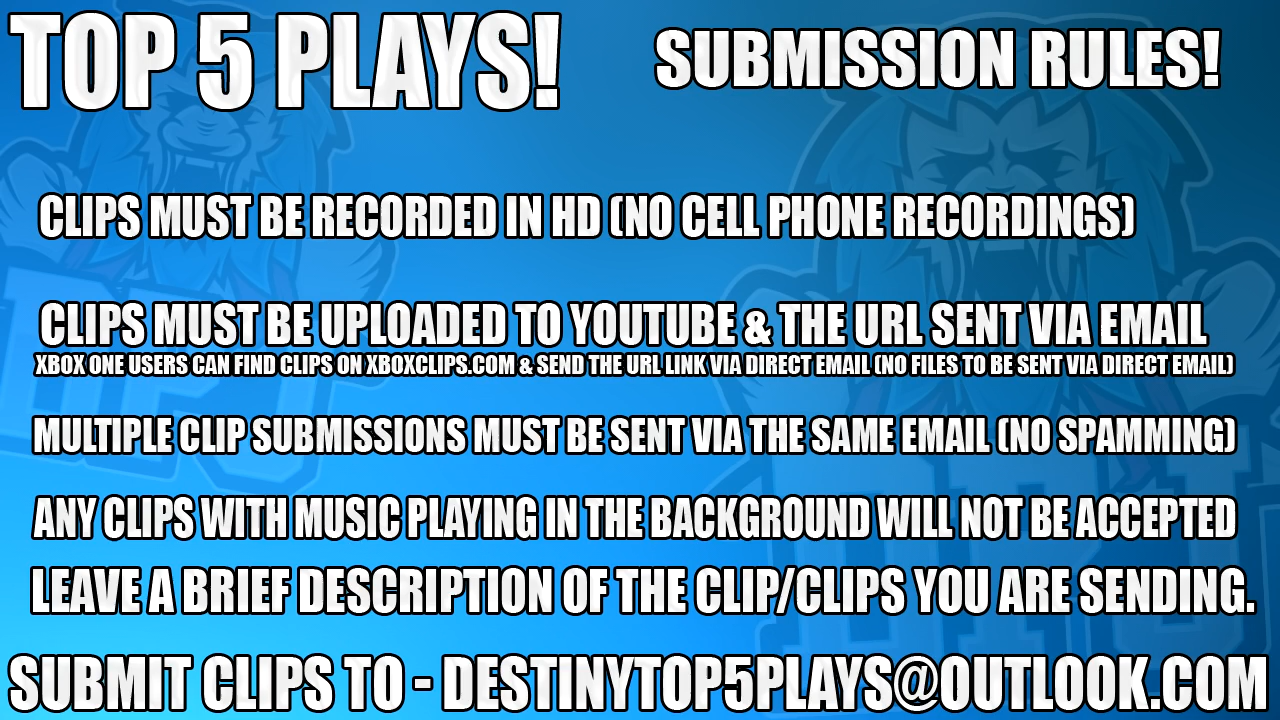 TOP 5 PLAYS!
SUBMISSION RULES!
CLIPS MUST BE RECORDED IN HD (NO CELL PHONE RECORDINGS)
CLIPS MUST BE UPLOADED TO YOUTUBE & THE URL SENT VIA EMAIL
XBOX ONE USERS CAN FIND CLIPS ON XBOXCLIPS.COM & SEND THE URL LINK VIA DIRECT EMAIL (NO FILES TO BE SENT VIA DIRECT EMAIL)
MULTIPLE CLIP SUBMISSIONS MUST BE SENT VIA THE SAME EMAIL (NO SPAMMING)
ANY CLIPS WITH MUSIC PLAYING IN THE BACKGROUND WILL NOT BE ACCEPTED
LEAVE A BRIEF DESCRIPTION OF THE CLIP/CLIPS YOU ARE SENDING.
SUBMIT CLIPS TO - DESTINYTOP5PLAYS@OUTLOOK.COM